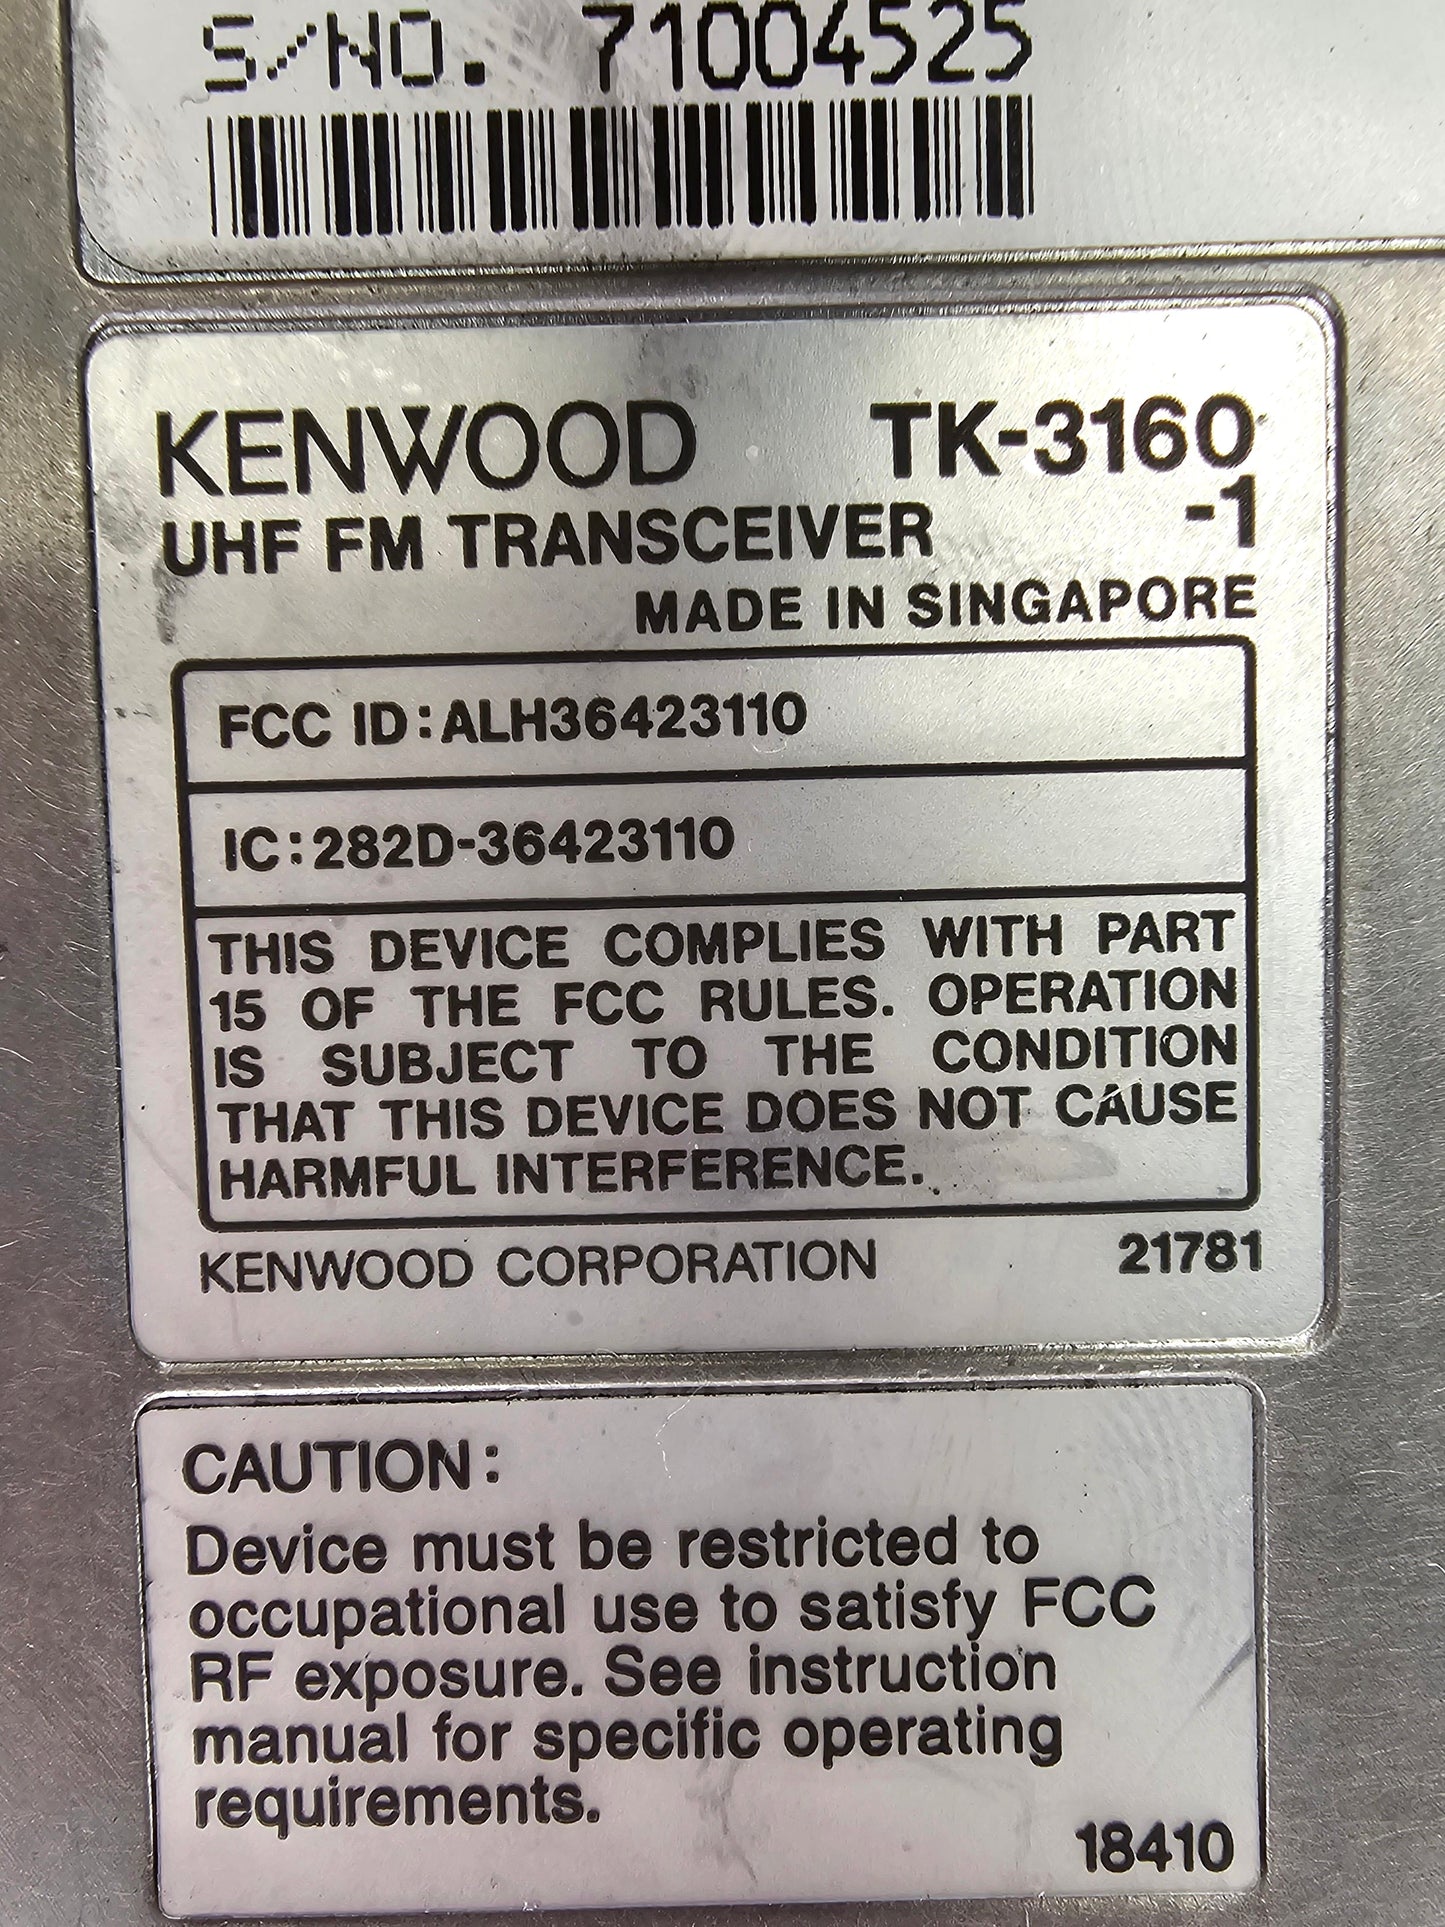 S/NO. 71004525
KENWOOD TK-3160
UHF FM TRANSCEIVER -1
MADE IN SINGAPORE
FCC ID:ALH36423110
IC:282D-36423110
THIS DEVICE COMPLIES WITH PART
15 OF THE FCC RULES. OPERATION
IS SUBJECT TO THE CONDITION
THAT THIS DEVICE DOES NOT CAUSE
HARMFUL INTERFERENCE.
KENWOOD CORPORATION 21781
CAUTION:
Device must be restricted to
occupational use to satisfy FCC
RF exposure. See instruction
manual for specific operating
requirements.
18410